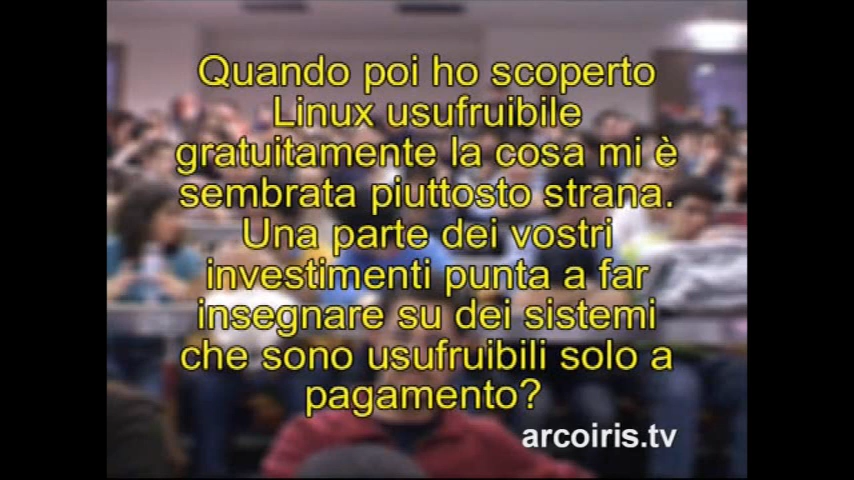 Quando poi ho scoperto
Linux usufruibile
gratuitamente la cosa mi è
sembrata piuttosto strana.
Una parte dei vostri
investimenti punta a far
insegnare su dei sistemi
che sono usufruibili solo a
pagamento?
arcoiris.tv